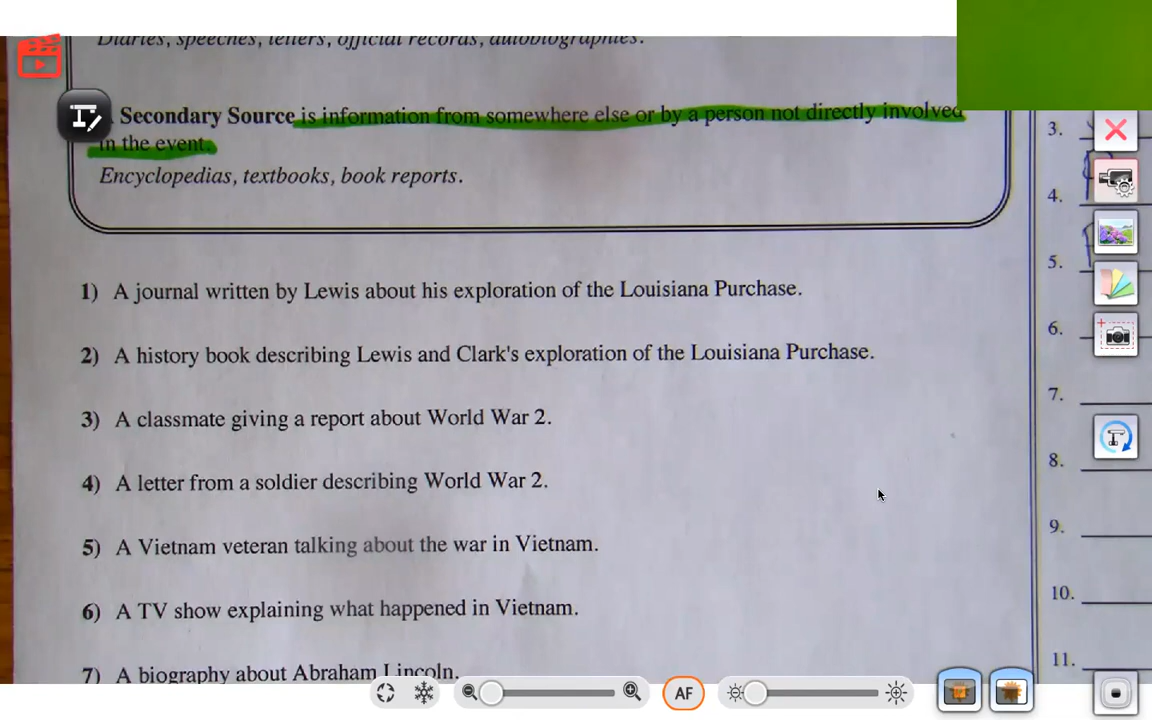 Diaries, speeches, letters, official records, autobiographies.
Secondary Source is information from somewhere else or by a person not directly involved
in the event.
Encyclopedias, textbooks, book reports.
1) A journal written by Lewis about his exploration of the Louisiana Purchase.
2) A history book describing Lewis and Clark's exploration of the Louisiana Purchase.
3) A classmate giving a report about World War 2.
4) A letter from a soldier describing World War 2.
5) A Vietnam veteran talking about the war in Vietnam.
6) A TV show explaining what happened in Vietnam.
7) A biography about Abraham Lincoln.
3.
4.
5.
6.
7.
8.
9.
10.
11.
AF